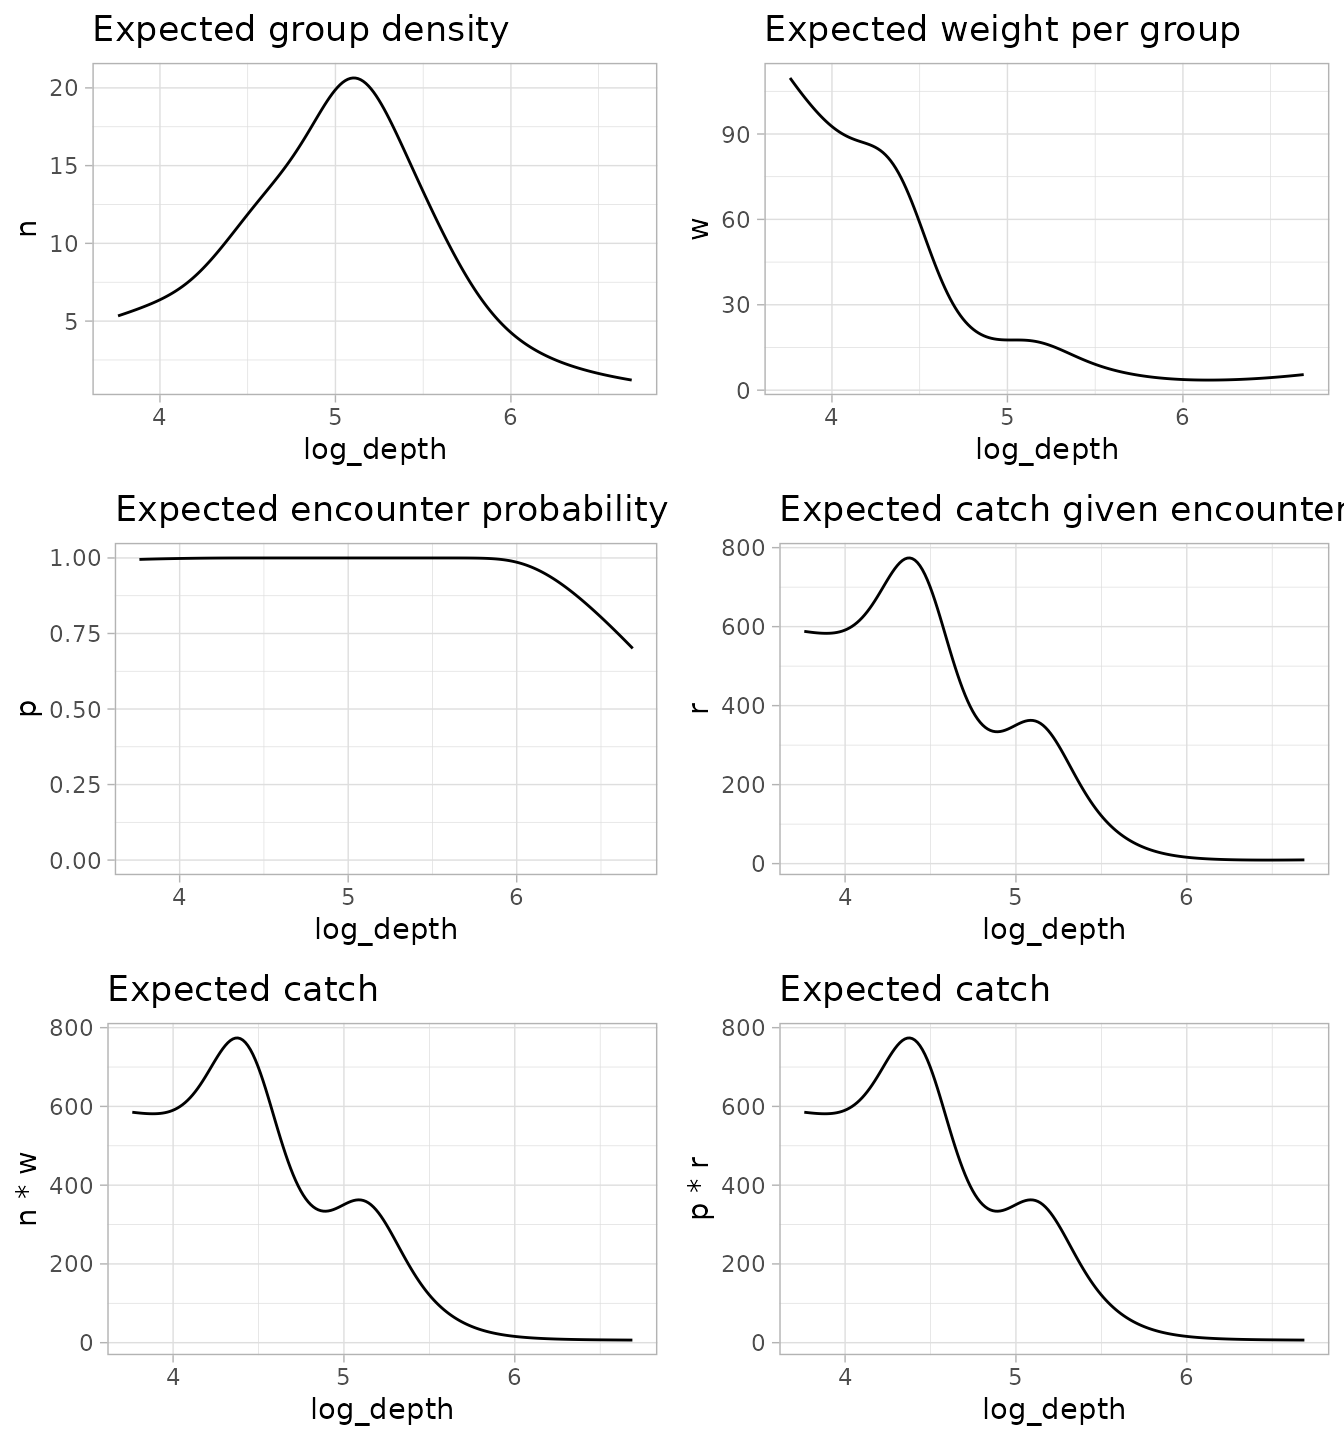 Expected group density
n
20
15
10
5
4 5 6
log_depth
Expected weight per group
w
90
60
30
0
4 5 6
log_depth
Expected encounter probability
p
1.00
0.75
0.50
0.25
0.00
4 5 6
log_depth
Expected catch given encounter
r
800
600
400
200
0
4 5 6
log_depth
Expected catch
n * w
800
600
400
200
0
4 5 6
log_depth
Expected catch
p * r
800
600
400
200
0
4 5 6
log_depth